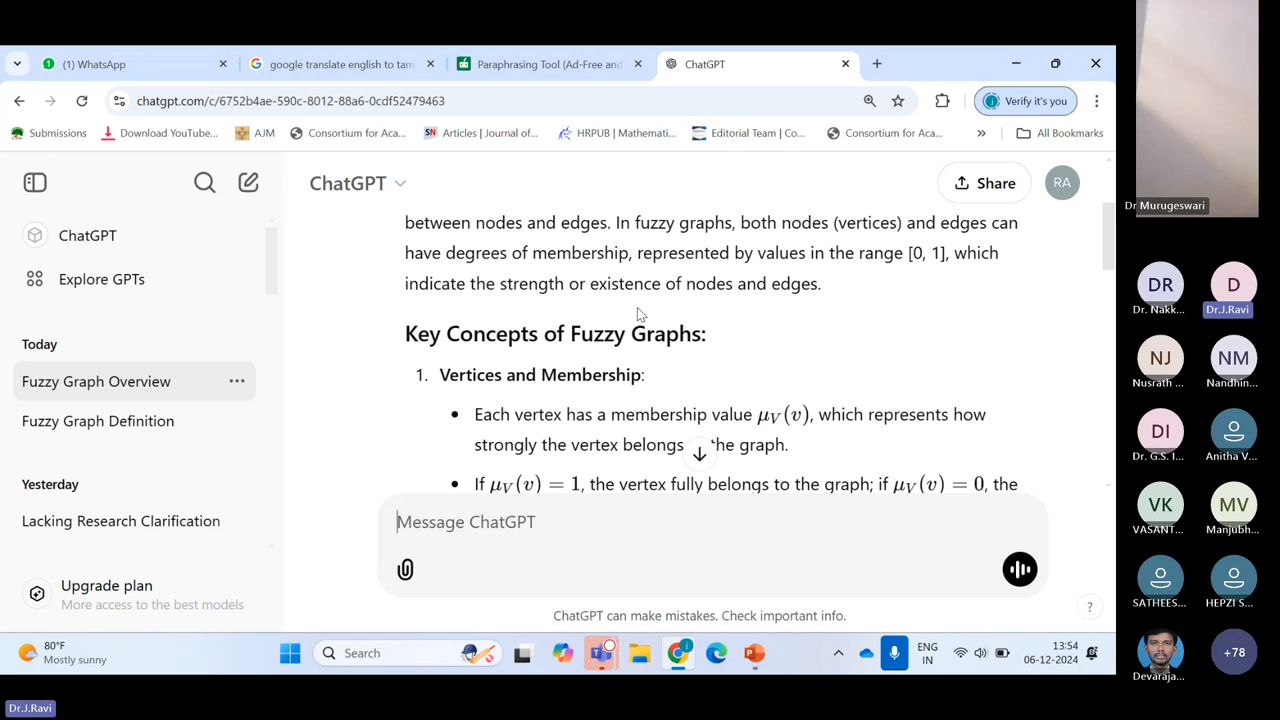 (1) WhatsApp
google translate english to tam
Paraphrasing Tool (Ad-Free and
ChatGPT
chatgpt.com/c/6752b4ae-590c-8012-88a6-0cdf52479463
Verify it's you
Submissions
Download YouTube...
AJM
Consortium for Aca...
SN
Articles | Journal of...
HRPUB | Mathemati...
Editorial Team | Co...
Consortium for Aca...
»
All Bookmarks
ChatGPT
Share
RA
ChatGPT
Explore GPTs
Today
Fuzzy Graph Overview
Fuzzy Graph Definition
Yesterday
Lacking Research Clarification
Upgrade plan
More access to the best models
between nodes and edges. In fuzzy graphs, both nodes (vertices) and edges can
have degrees of membership, represented by values in the range [0, 1], which
indicate the strength or existence of nodes and edges.
Key Concepts of Fuzzy Graphs:
1. Vertices and Membership:
• Each vertex has a membership value μV(v), which represents how
strongly the vertex belongs the graph.
• If μV(v) = 1, the vertex fully belongs to the graph; if μV(v) = 0, the
Message ChatGPT
ChatGPT can make mistakes. Check important info.
?
80°F
Mostly sunny
Search
ENG
IN
13:54
06-12-2024
Dr Murugeswari
DR
Dr. Nakk...
D
Dr.J.Ravi
NJ
Nusrath ...
NM
Nandhin...
DI
Dr. G.S. I...
Anitha V...
VK
VASANT...
MV
Manjubh...
SATHEES...
HEPZI S...
Devaraja...
+78
Dr.J.Ravi